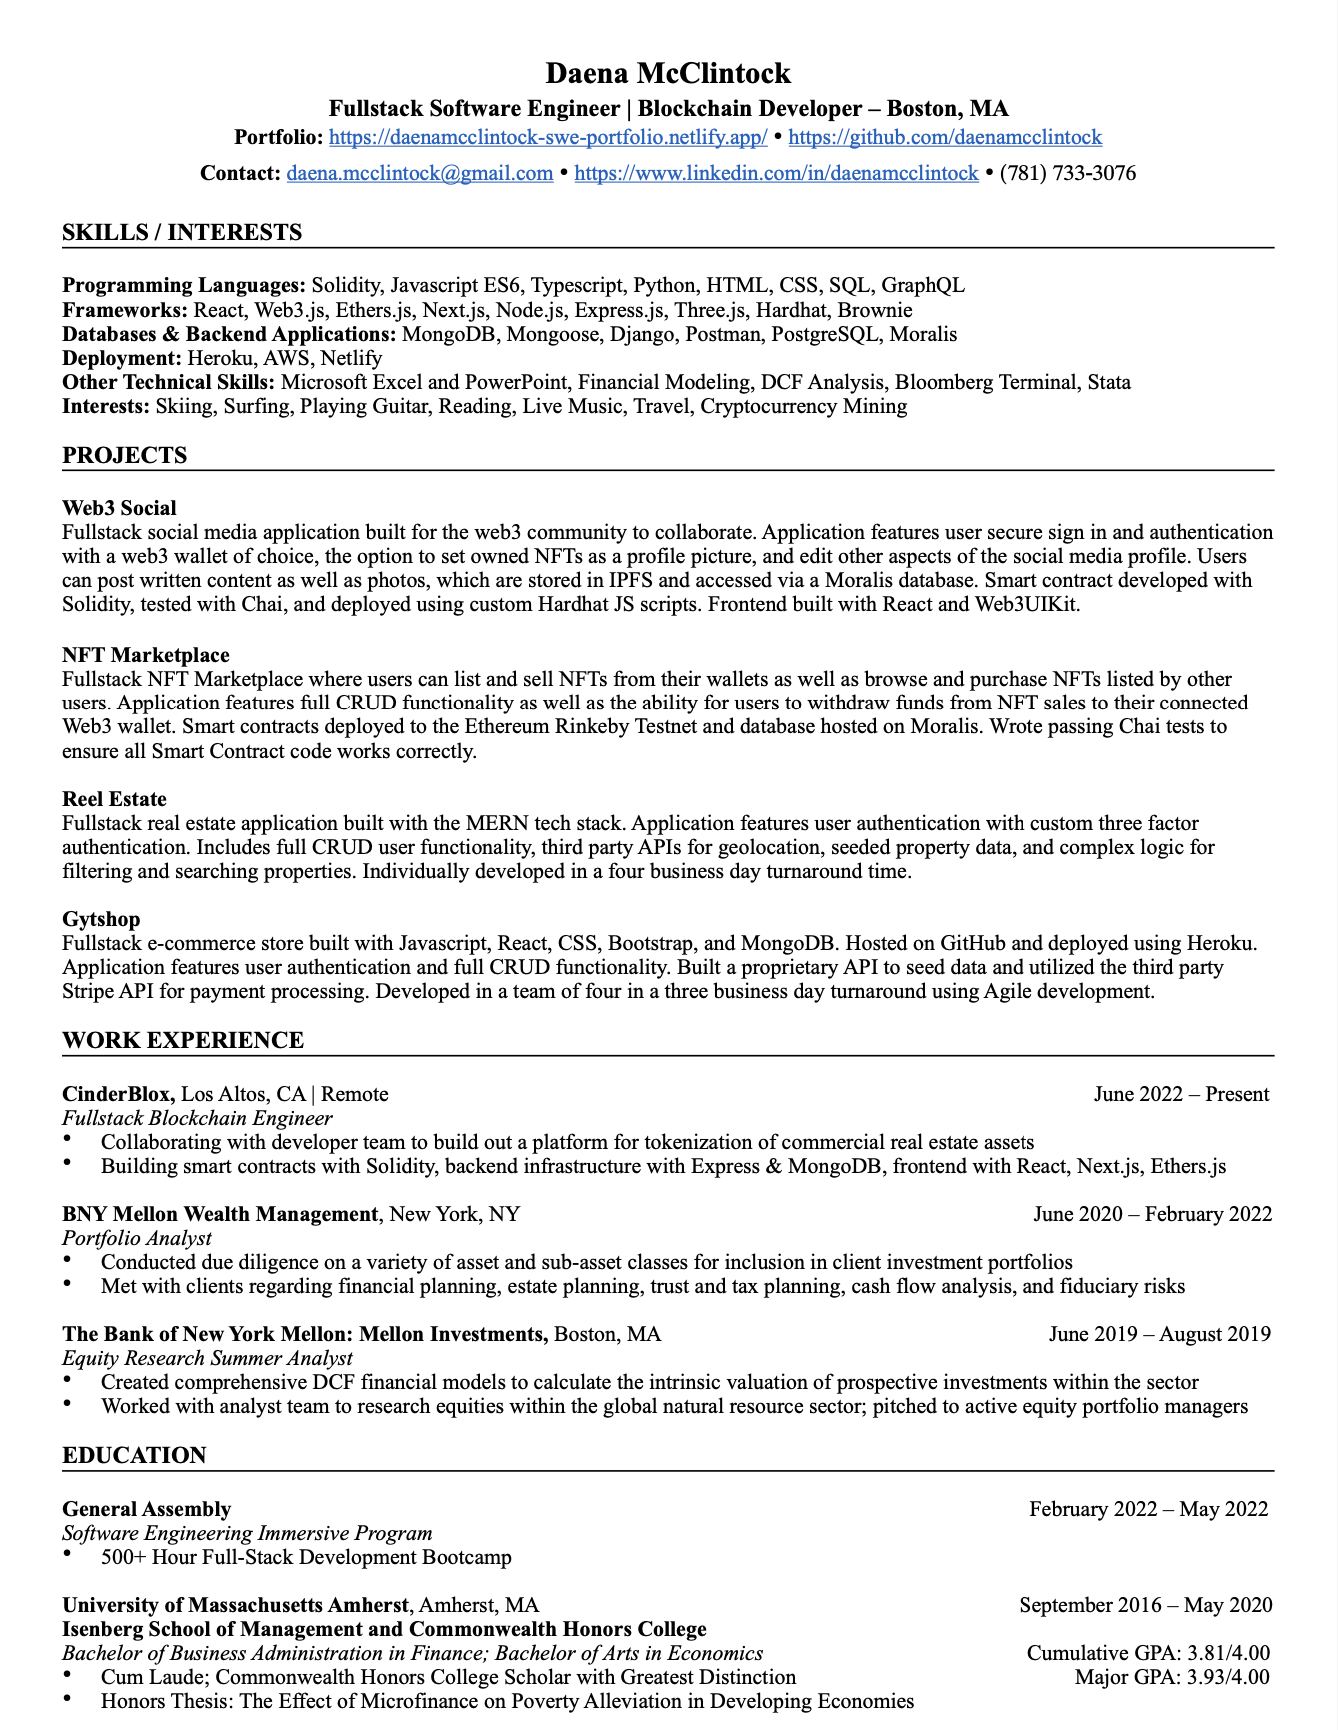 Daena McClintock
Fullstack Software Engineer | Blockchain Developer – Boston, MA
Portfolio: https://daenamcclintock-swe-portfolio.netlify.app/ • https://github.com/daenamcclintock
Contact: daena.mcclintock@gmail.com • https://www.linkedin.com/in/daenamcclintock • (781) 733-3076
SKILLS / INTERESTS
Programming Languages: Solidity, Javascript ES6, Typescript, Python, HTML, CSS, SQL, GraphQL
Frameworks: React, Web3.js, Ethers.js, Next.js, Node.js, Express.js, Three.js, Hardhat, Brownie
Databases & Backend Applications: MongoDB, Mongoose, Django, Postman, PostgreSQL, Moralis
Deployment: Heroku, AWS, Netlify
Other Technical Skills: Microsoft Excel and PowerPoint, Financial Modeling, DCF Analysis, Bloomberg Terminal, Stata
Interests: Skiing, Surfing, Playing Guitar, Reading, Live Music, Travel, Cryptocurrency Mining
PROJECTS
Web3 Social
Fullstack social media application built for the web3 community to collaborate. Application features user secure sign in and authentication
with a web3 wallet of choice, the option to set owned NFTs as a profile picture, and edit other aspects of the social media profile. Users
can post written content as well as photos, which are stored in IPFS and accessed via a Moralis database. Smart contract developed with
Solidity, tested with Chai, and deployed using custom Hardhat JS scripts. Frontend built with React and Web3UIKit.
NFT Marketplace
Fullstack NFT Marketplace where users can list and sell NFTs from their wallets as well as browse and purchase NFTs listed by other
users. Application features full CRUD functionality as well as the ability for users to withdraw funds from NFT sales to their connected
Web3 wallet. Smart contracts deployed to the Ethereum Rinkeby Testnet and database hosted on Moralis. Wrote passing Chai tests to
ensure all Smart Contract code works correctly.
Reel Estate
Fullstack real estate application built with the MERN tech stack. Application features user authentication with custom three factor
authentication. Includes full CRUD user functionality, third party APIs for geolocation, seeded property data, and complex logic for
filtering and searching properties. Individually developed in a four business day turnaround time.
Gytshop
Fullstack e-commerce store built with Javascript, React, CSS, Bootstrap, and MongoDB. Hosted on GitHub and deployed using Heroku.
Application features user authentication and full CRUD functionality. Built a proprietary API to seed data and utilized the third party
Stripe API for payment processing. Developed in a team of four in a three business day turnaround using Agile development.
WORK EXPERIENCE
CinderBlox, Los Altos, CA | Remote June 2022 – Present
Fullstack Blockchain Engineer
• Collaborating with developer team to build out a platform for tokenization of commercial real estate assets
• Building smart contracts with Solidity, backend infrastructure with Express & MongoDB, frontend with React, Next.js, Ethers.js
BNY Mellon Wealth Management, New York, NY June 2020 – February 2022
Portfolio Analyst
• Conducted due diligence on a variety of asset and sub-asset classes for inclusion in client investment portfolios
• Met with clients regarding financial planning, estate planning, trust and tax planning, cash flow analysis, and fiduciary risks
The Bank of New York Mellon: Mellon Investments, Boston, MA June 2019 – August 2019
Equity Research Summer Analyst
• Created comprehensive DCF financial models to calculate the intrinsic valuation of prospective investments within the sector
• Worked with analyst team to research equities within the global natural resource sector; pitched to active equity portfolio managers
EDUCATION
General Assembly February 2022 – May 2022
Software Engineering Immersive Program
• 500+ Hour Full-Stack Development Bootcamp
University of Massachusetts Amherst, Amherst, MA September 2016 – May 2020
Isenberg School of Management and Commonwealth Honors College
Bachelor of Business Administration in Finance; Bachelor of Arts in Economics Cumulative GPA: 3.81/4.00
• Cum Laude; Commonwealth Honors College Scholar with Greatest Distinction Major GPA: 3.93/4.00
• Honors Thesis: The Effect of Microfinance on Poverty Alleviation in Developing Economies